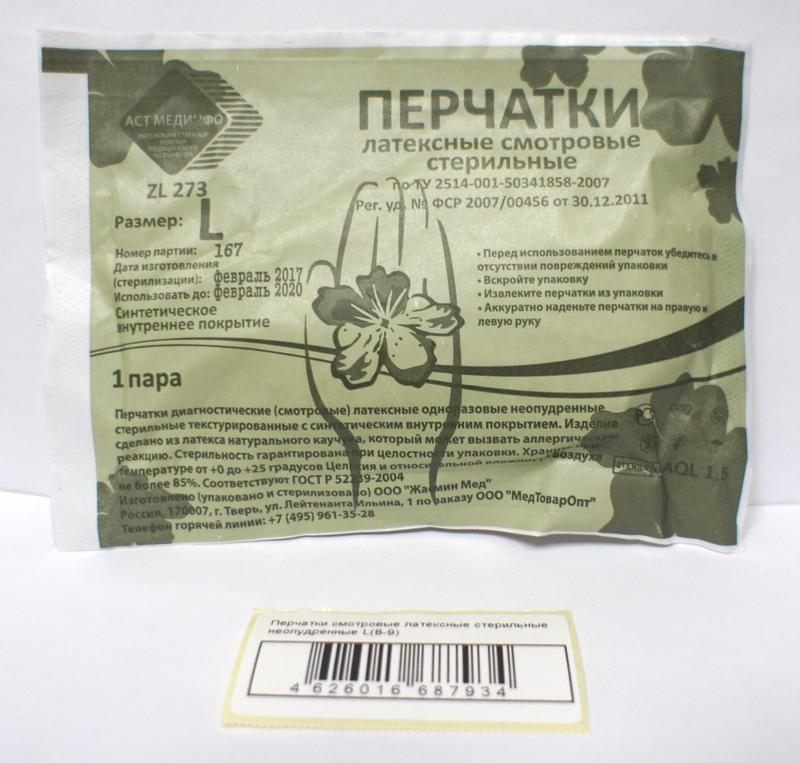 АСТ МЕДИНФО
ВЫСОКОКАЧЕСТВЕННЫЕ
ИЗДЕЛИЯ
МЕДИЦИНСКОГО
НАЗНАЧЕНИЯ
ПЕРЧАТКИ
латексные смотровые
стерильные
по ТУ 2514-001-50341858-2007
Рег. уд. № ФСР 2007/00456 от 30.12.2011
ZL 273
Размер: L
Номер партии: 167
Дата изготовления
(стерилизации): февраль 2017
Использовать до: февраль 2020
Синтетическое
внутреннее покрытие
1 пара
• Перед использованием перчаток убедитесь в
отсутствии повреждений упаковки
• Вскройте упаковку
• Извлеките перчатки из упаковки
• Аккуратно наденьте перчатки на правую и
левую руку
Перчатки диагностические (смотровые) латексные одноразовые неопудренные
стерильные текстурированные с синтетическим внутренним покрытием. Изделие
сделано из латекса натурального каучука, который может вызвать аллергическую
реакцию. Стерильность гарантирована при целостности упаковки. Хранить
температуре от +0 до +25 градусов Цельсия и относительной влажности воздуха
не более 85%. Соответствуют ГОСТ Р 52239-2004
Изготовлено (упаковано и стерилизовано) ООО "Жасмин Мед"
Россия, 170007, г. Тверь, ул. Лейтенанта Ильина, 1 по заказу ООО "МедТоварОпт"
Телефон горячей линии: +7 (495) 961-35-28
STERILE
AQL 1,5
Перчатки смотровые латексные стерильные
неопудренные L(8-9)
4 626016 687934